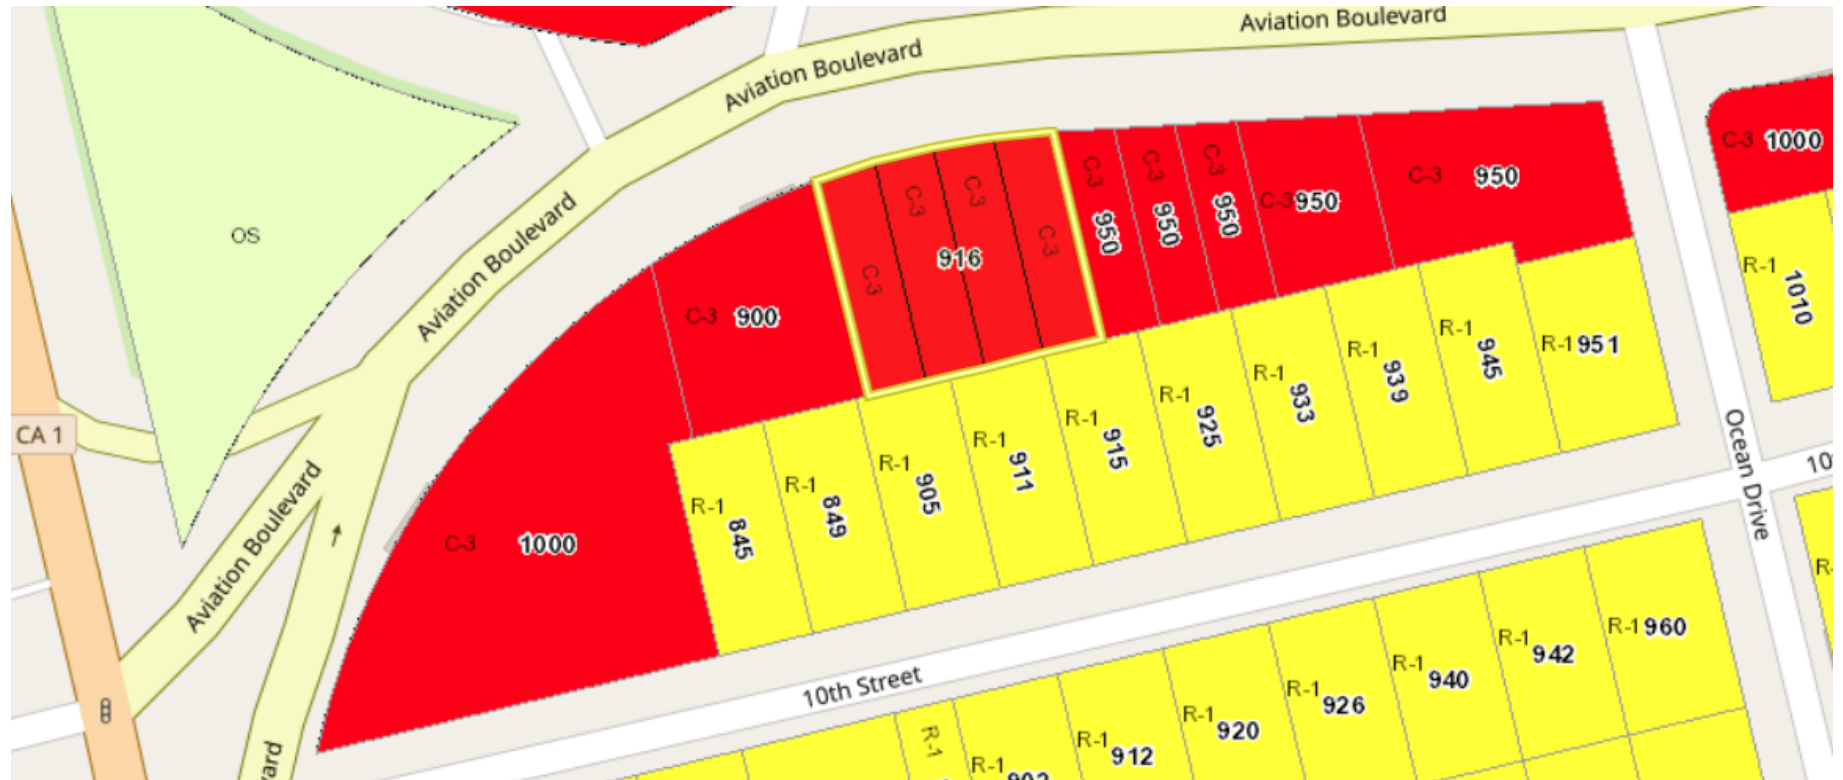 Aviation Boulevard
Aviation Boulevard
C-3 1000
C-3
C-3
C-3
C-3
916
C-3
950
C-3
950
C-3
950
C-3 950
C-3 950
OS
Aviation Boulevard
C-3 900
R-1 1010
CA 1
R-1 845
R-1 849
R-1 905
R-1 911
R-1 915
R-1 925
R-1 933
R-1 939
R-1 945
R-1 951
Ocean Drive
Aviation Boulevard
C-3 1000
10th Street
R-1
R-1
R-1 912
R-1 920
R-1 926
R-1 940
R-1 942
R-1 960